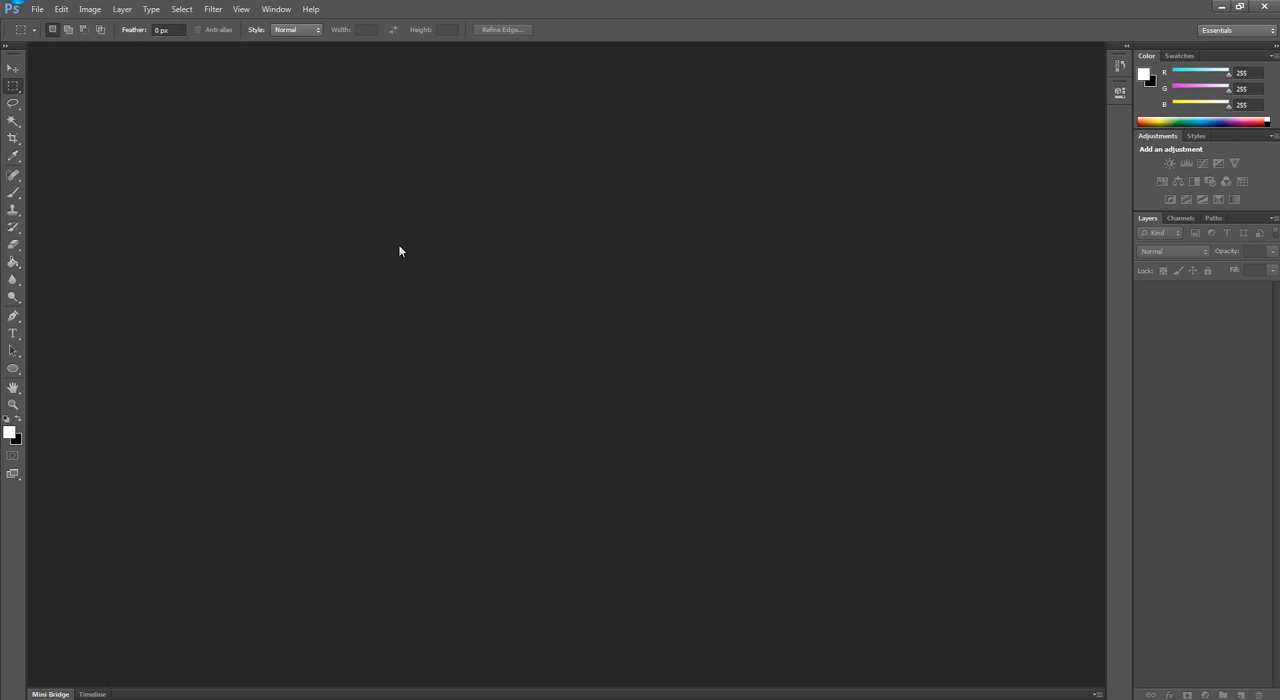 Ps File Edit Image Layer Type Select Filter View Window Help
Feather: 0 px Anti-alias Style: Normal Width: Height: Refine Edge... Essentials
Color Swatches
R 255
G 255
B 255
Adjustments Styles
Add an adjustment
Layers Channels Paths
Kind
Normal Opacity:
Lock: Fill:
Mini Bridge Timeline